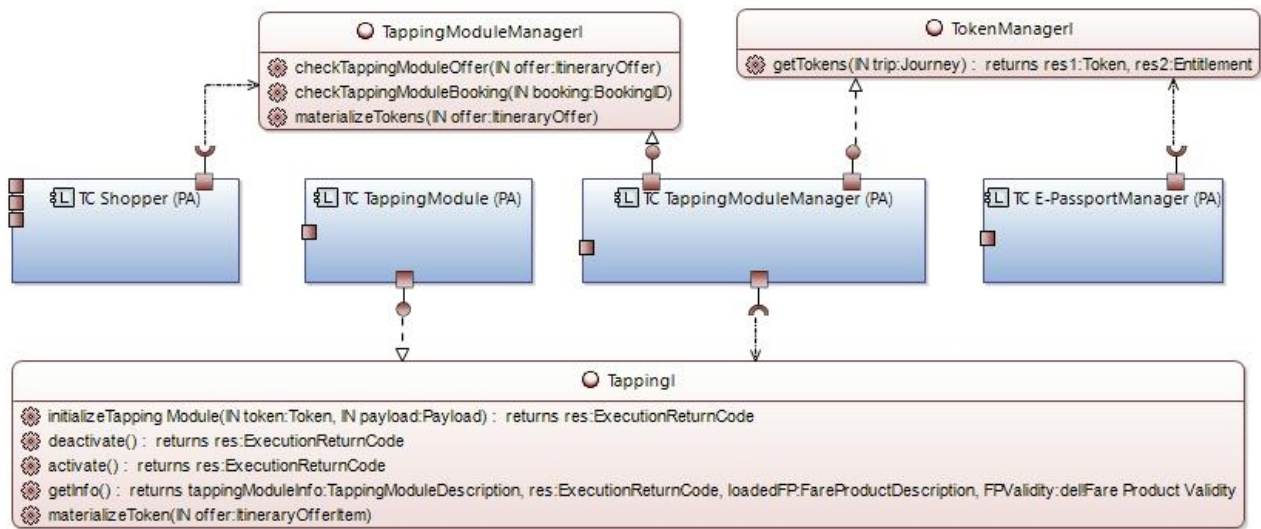 TappingModuleManagerI
checkTappingModuleOffer(IN offer:ItineraryOffer)
checkTappingModuleBooking(IN booking:BookingID)
materializeTokens(IN offer:ItineraryOffer)
TokenManagerI
getTokens(IN trip:Journey) : returns res1:Token, res2:Entitlement
L TC Shopper (PA)
L TC TappingModule (PA)
L TC TappingModuleManager (PA)
L TC E-PassportManager (PA)
TappingI
initializeTapping Module(IN token:Token, IN payload:Payload) : returns res:ExecutionReturnCode
deactivate() : returns res:ExecutionReturnCode
activate() : returns res:ExecutionReturnCode
getInfo() : returns tappingModuleInfo:TappingModuleDescription, res:ExecutionReturnCode, loadedFP:FareProductDescription, FPValidity:dellFare Product Validity
materializeToken(IN offer:ItineraryOfferItem)